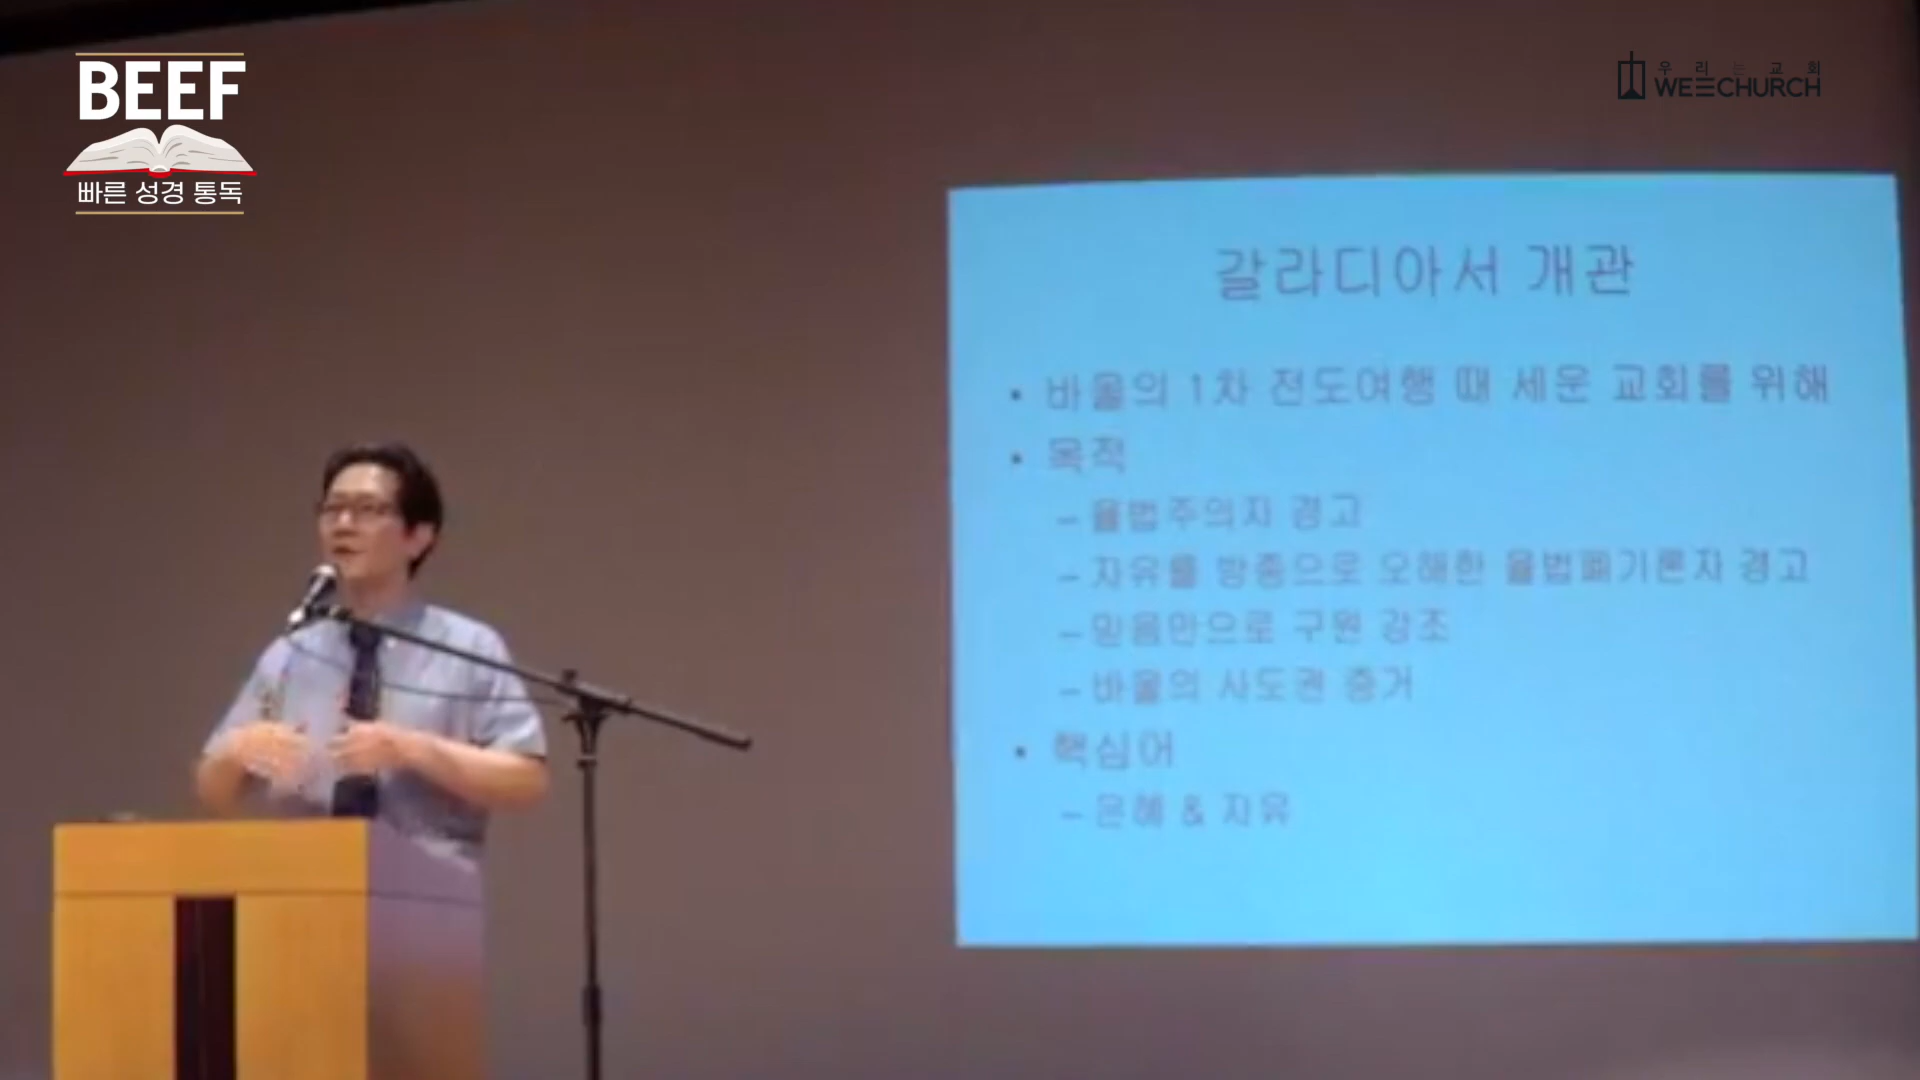 BEEF
빠른 성경 통독
우리는교회
WECHURCH
갈라디아서 개관
• 바울의 1차 전도여행 때 세운 교회를 위해
• 목적
– 율법주의자 경고
– 자유를 방종으로 오해한 율법폐기론자 경고
– 믿음만으로 구원 강조
– 바울의 사도권 증거
• 핵심어
– 은혜 & 자유